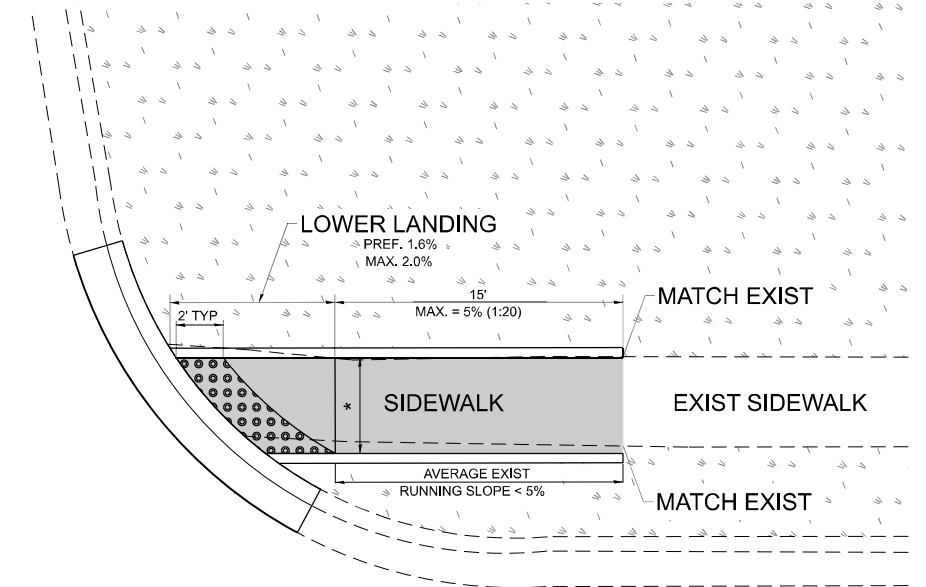 LOWER LANDING
PREF. 1.6%
MAX. 2.0%
15'
MAX. = 5% (1:20)
MATCH EXIST
2' TYP
* SIDEWALK
EXIST SIDEWALK
AVERAGE EXIST
RUNNING SLOPE < 5%
MATCH EXIST